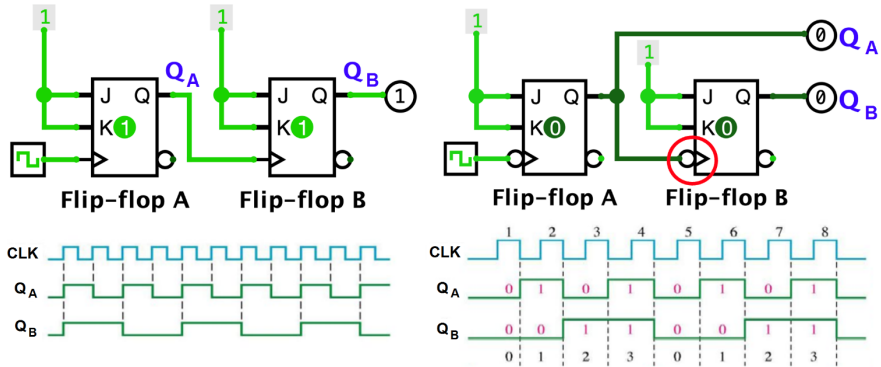 1
1
Q_A
Q_B
J Q
K 1
J Q
K 1
1
Flip-flop A
Flip-flop B
CLK
Q_A
Q_B
1
1
0
Q_A
0
Q_B
J Q
K 0
J Q
K 0
Flip-flop A
Flip-flop B
1 2 3 4 5 6 7 8
CLK
Q_A 0 1 0 1 0 1 0 1
Q_B 0 0 1 1 0 0 1 1
0 1 2 3 0 1 2 3